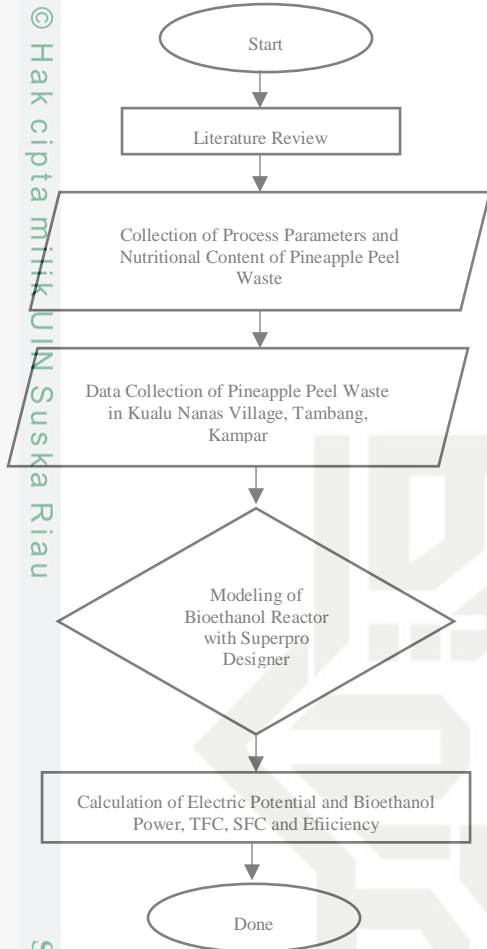 © Hak cipta milik UIN Suska Riau
Start
Literature Review
Collection of Process Parameters and
Nutritional Content of Pineapple Peel
Waste
Data Collection of Pineapple Peel Waste
in Kualu Nanas Village, Tambang,
Kampar
Modeling of
Bioethanol Reactor
with Superpro
Designer
Calculation of Electric Potential and Bioethanol
Power, TFC, SFC and Efiiciency
Done